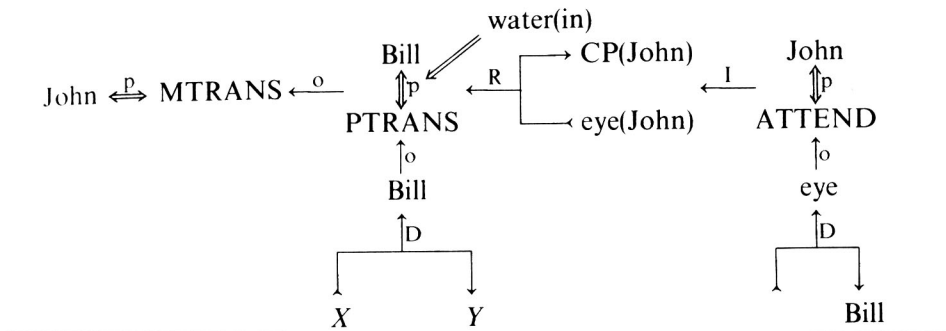 water(in)
Bill CP(John) John
John p MTRANS o p R I p
PTRANS eye(John) ATTEND
o o
Bill eye
D D
X Y Bill